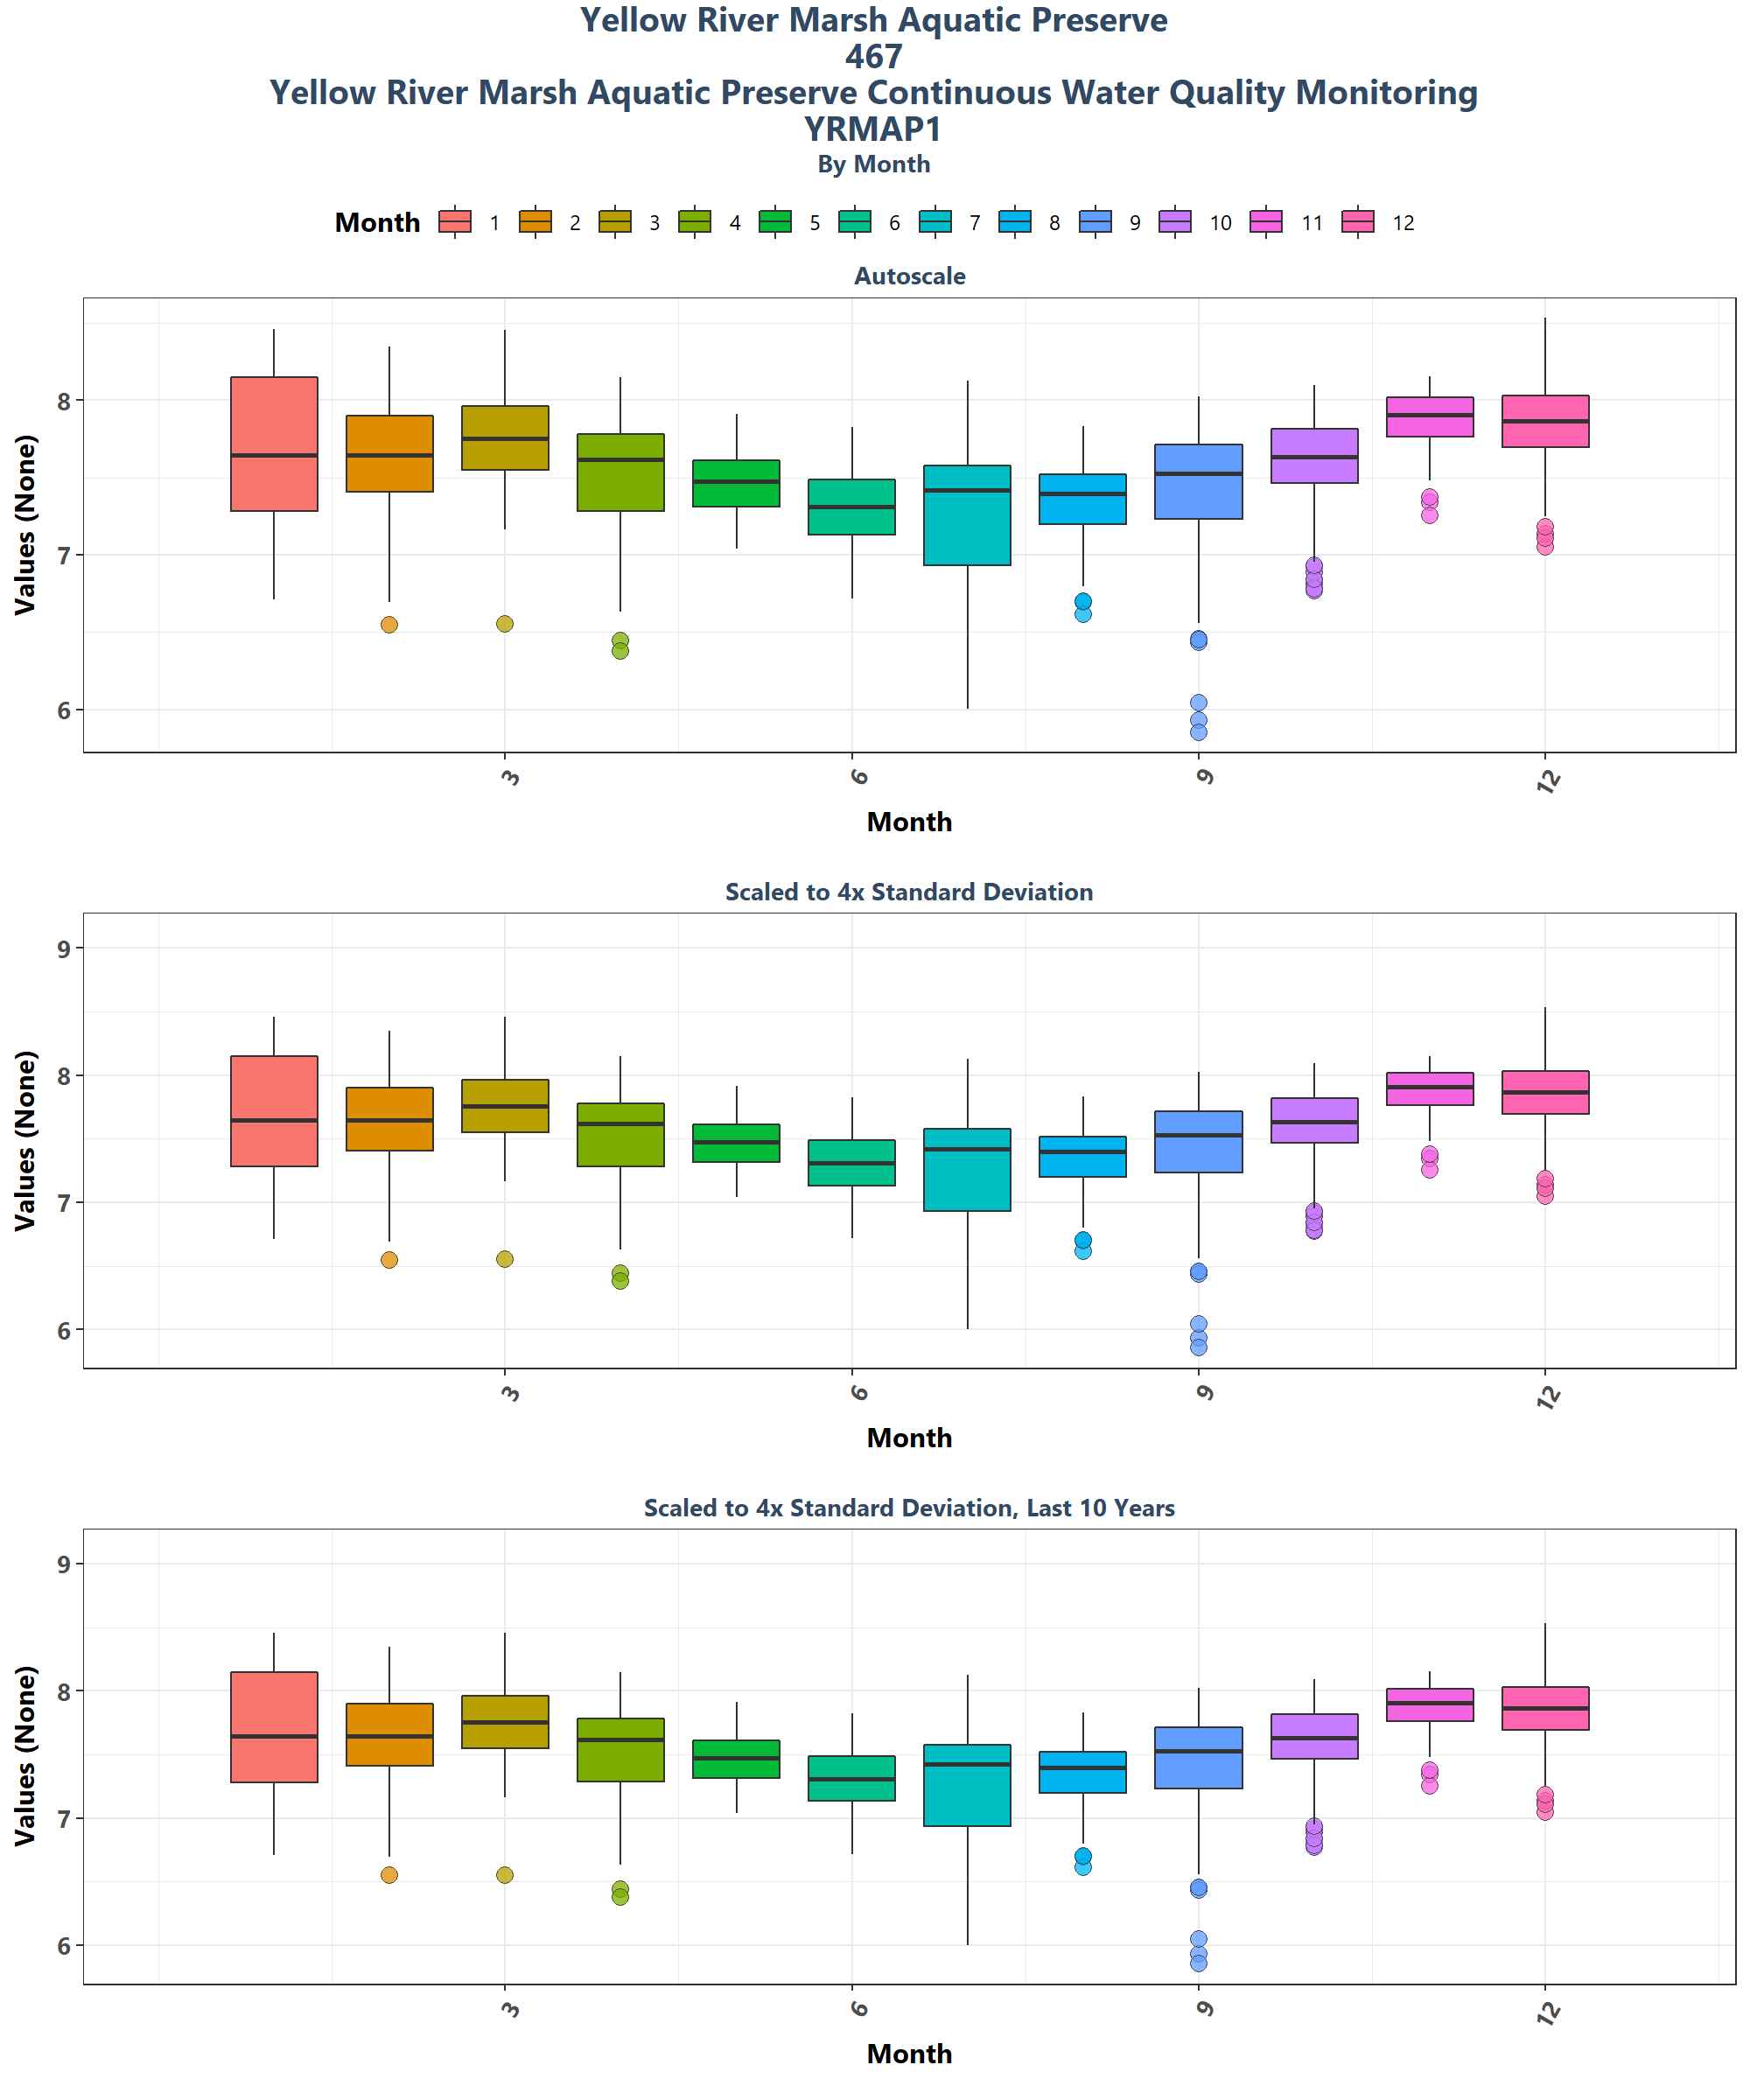 Yellow River Marsh Aquatic Preserve
467
Yellow River Marsh Aquatic Preserve Continuous Water Quality Monitoring
YRMAP1
By Month
Month 1 2 3 4 5 6 7 8 9 10 11 12
Autoscale
Values (None)
8
7
6
3 6 9 12
Month
Scaled to 4x Standard Deviation
Values (None)
9
8
7
6
3 6 9 12
Month
Scaled to 4x Standard Deviation, Last 10 Years
Values (None)
9
8
7
6
3 6 9 12
Month